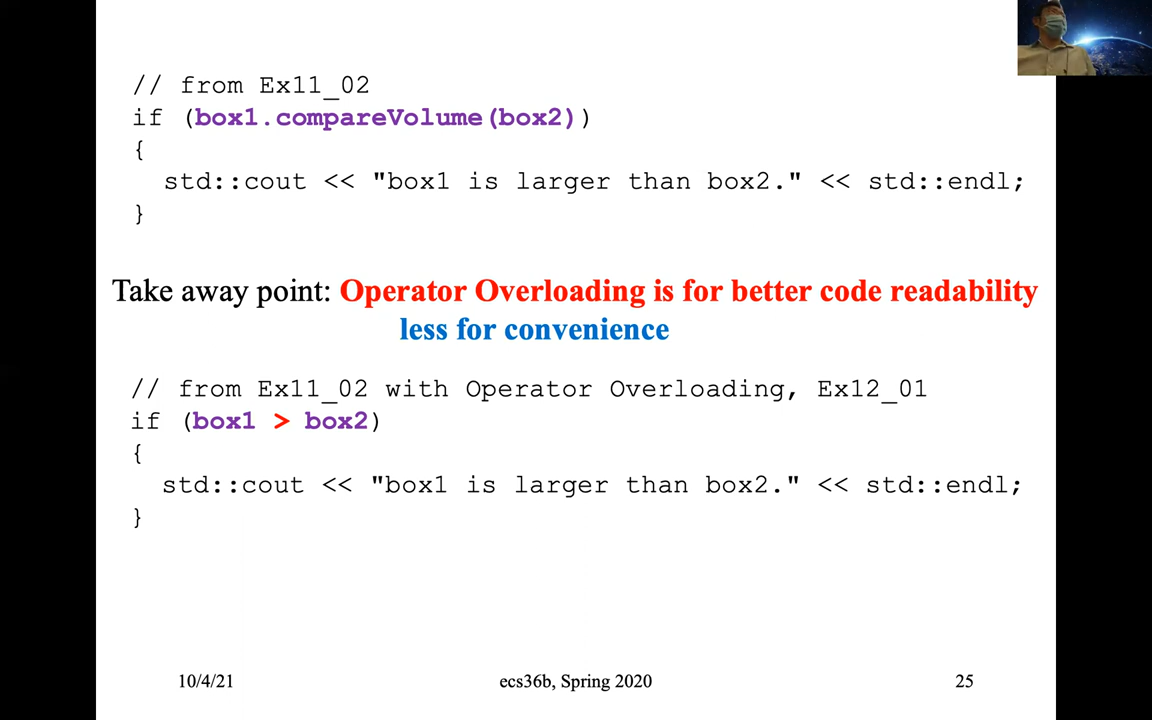 // from Ex11_02
if (box1.compareVolume(box2))
{
std::cout << "box1 is larger than box2." << std::endl;
}
Take away point: Operator Overloading is for better code readability
less for convenience
// from Ex11_02 with Operator Overloading, Ex12_01
if (box1 > box2)
{
std::cout << "box1 is larger than box2." << std::endl;
}
10/4/21 ecs36b, Spring 2020 25